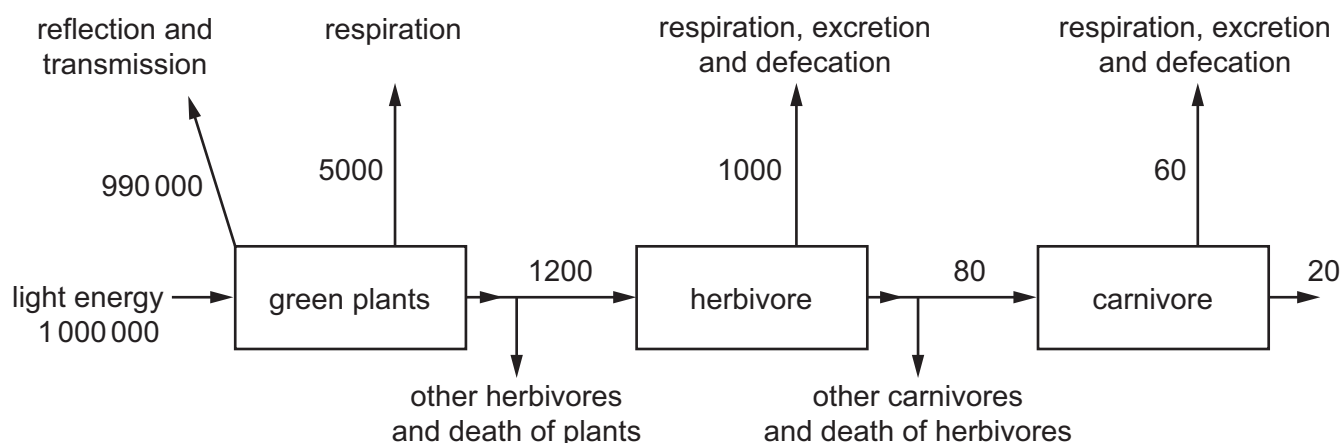 reflection and
transmission
respiration
respiration, excretion
and defecation
respiration, excretion
and defecation
990 000
5000
1000
60
light energy
1 000 000
green plants
1200
herbivore
80
carnivore
20
other herbivores
and death of plants
other carnivores
and death of herbivores